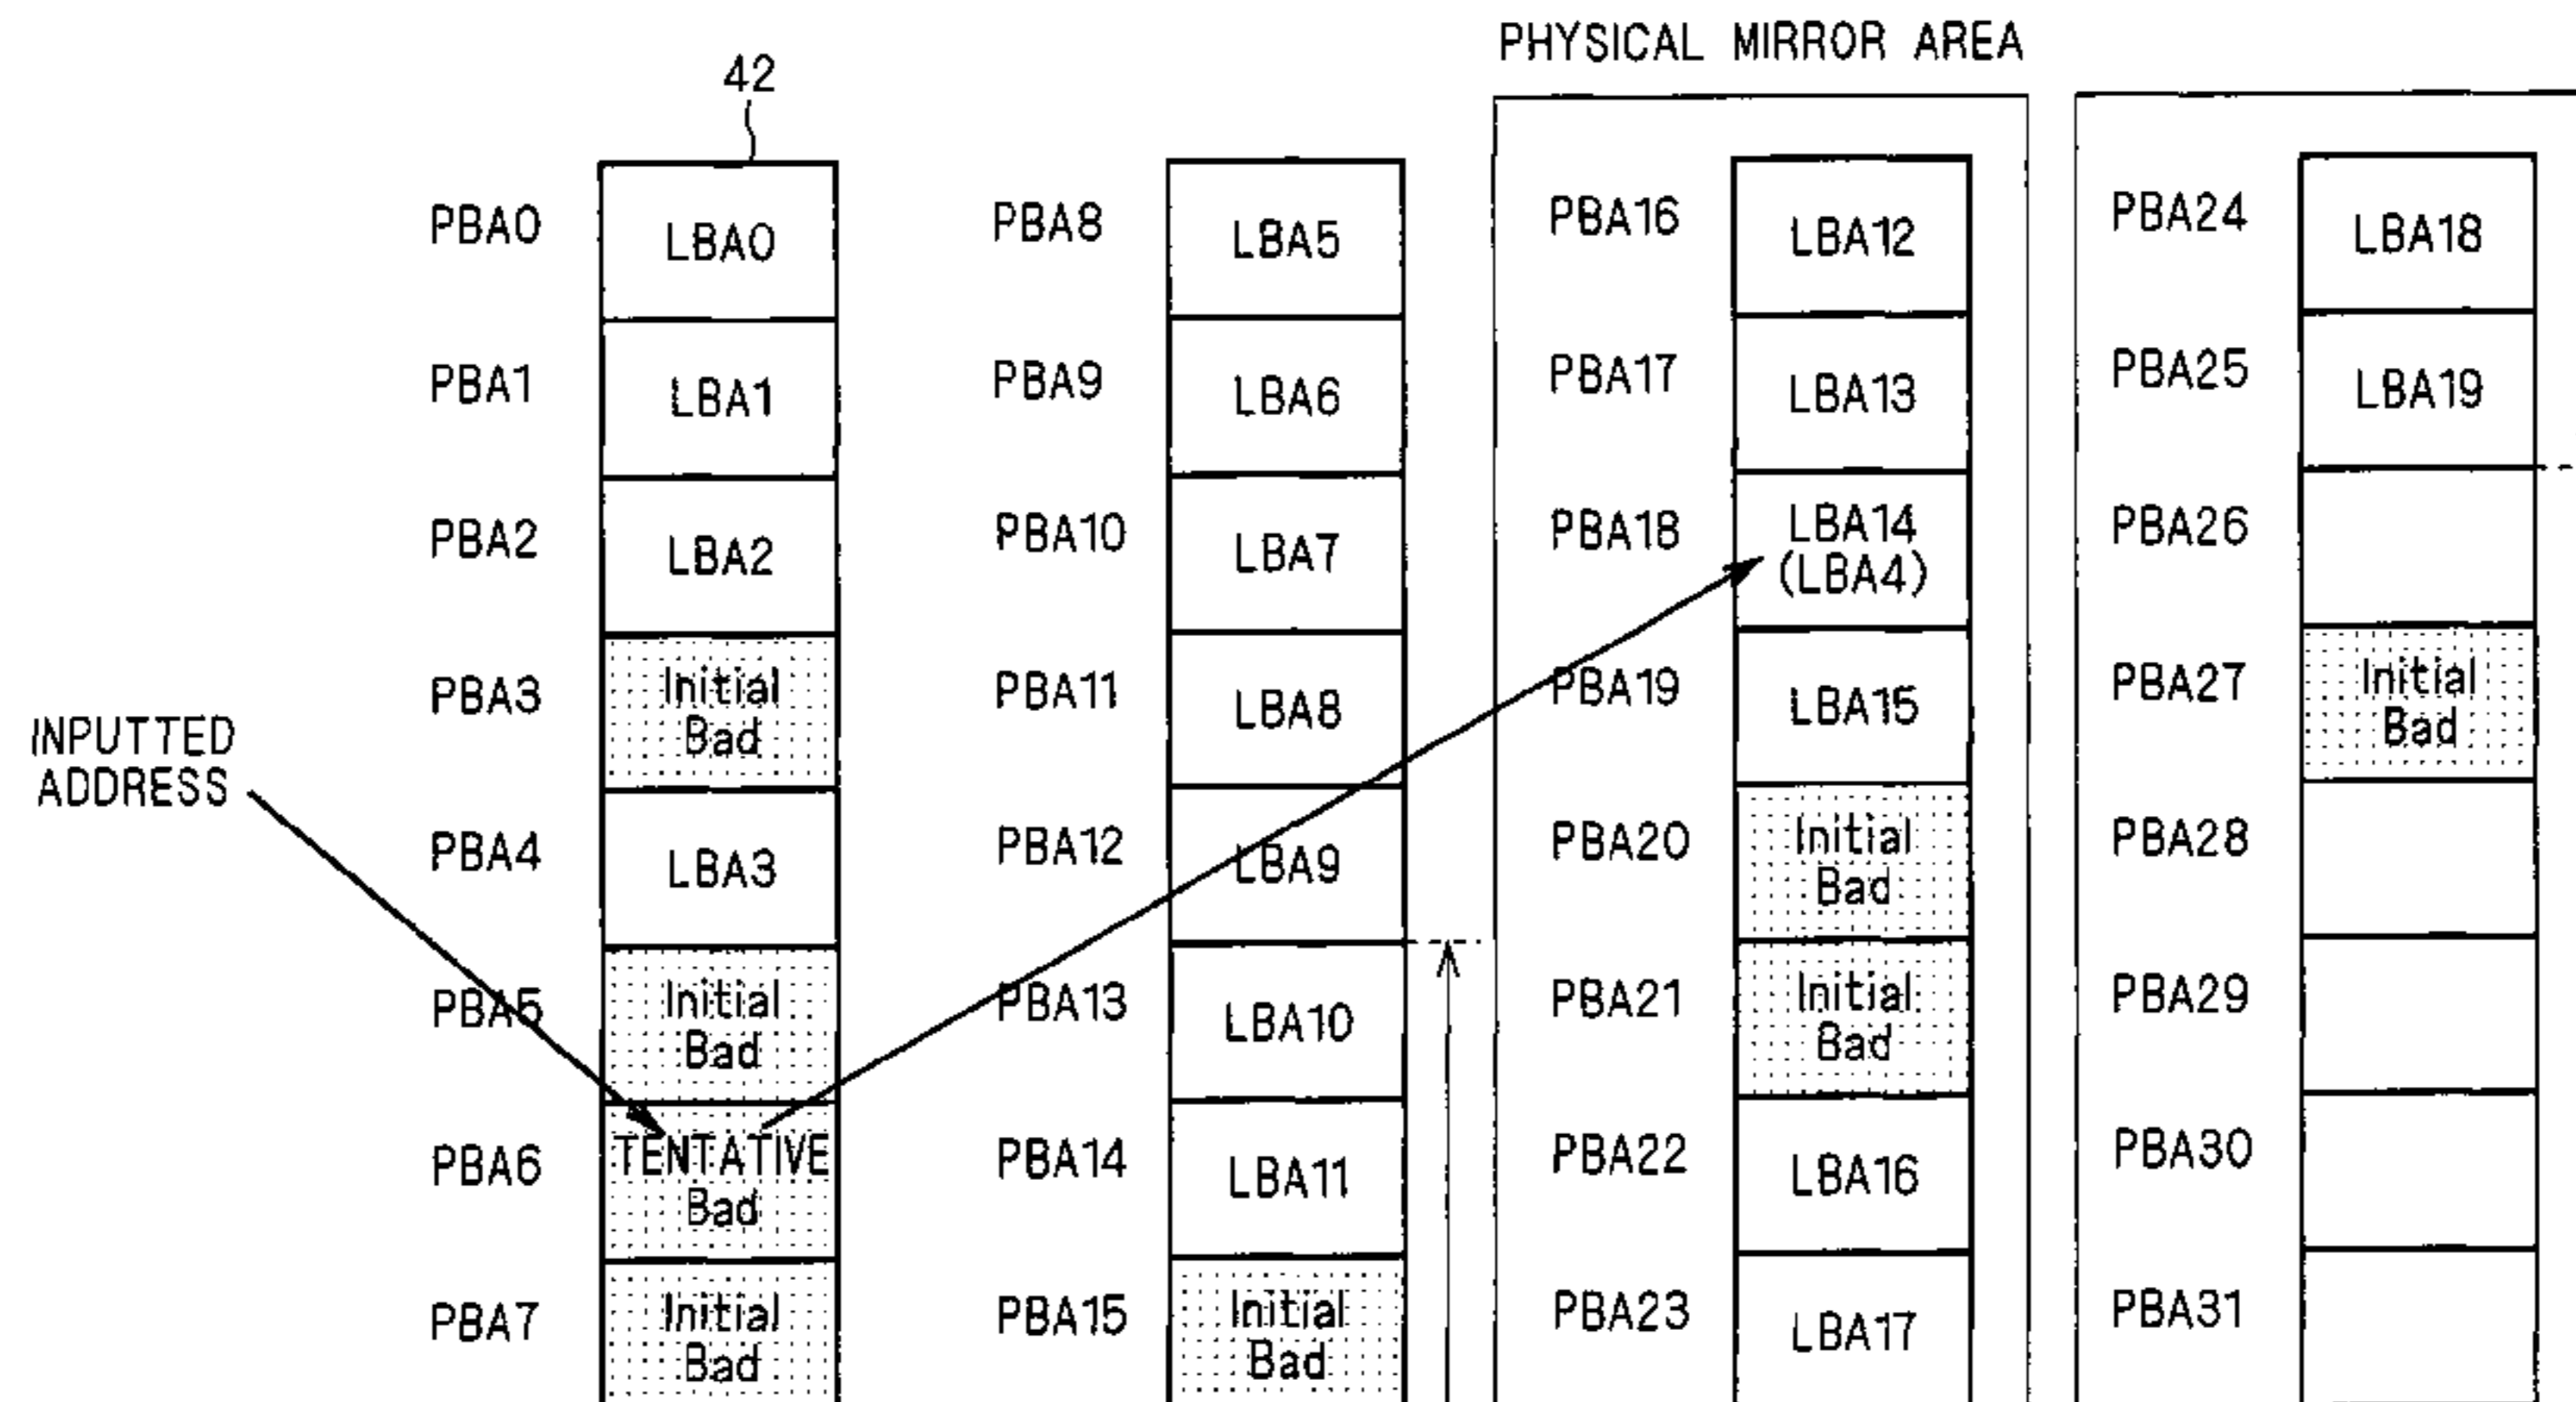 PHYSICAL MIRROR AREA
42
PBA0 LBA0
PBA1 LBA1
PBA2 LBA2
PBA3 Initial
Bad
INPUTTED
ADDRESS
PBA4 LBA3
PBA5 Initial
Bad
PBA6 TENTATIVE
Bad
PBA7 Initial
Bad
PBA8 LBA5
PBA9 LBA6
PBA10 LBA7
PBA11 LBA8
PBA12 LBA9
PBA13 LBA10
PBA14 LBA11
PBA15 Initial
Bad
PBA16 LBA12
PBA17 LBA13
PBA18 LBA14
(LBA4)
PBA19 LBA15
PBA20 Initial
Bad
PBA21 Initial
Bad
PBA22 LBA16
PBA23 LBA17
PBA24 LBA18
PBA25 LBA19
PBA26
PBA27 Initial
Bad
PBA28
PBA29
PBA30
PBA31